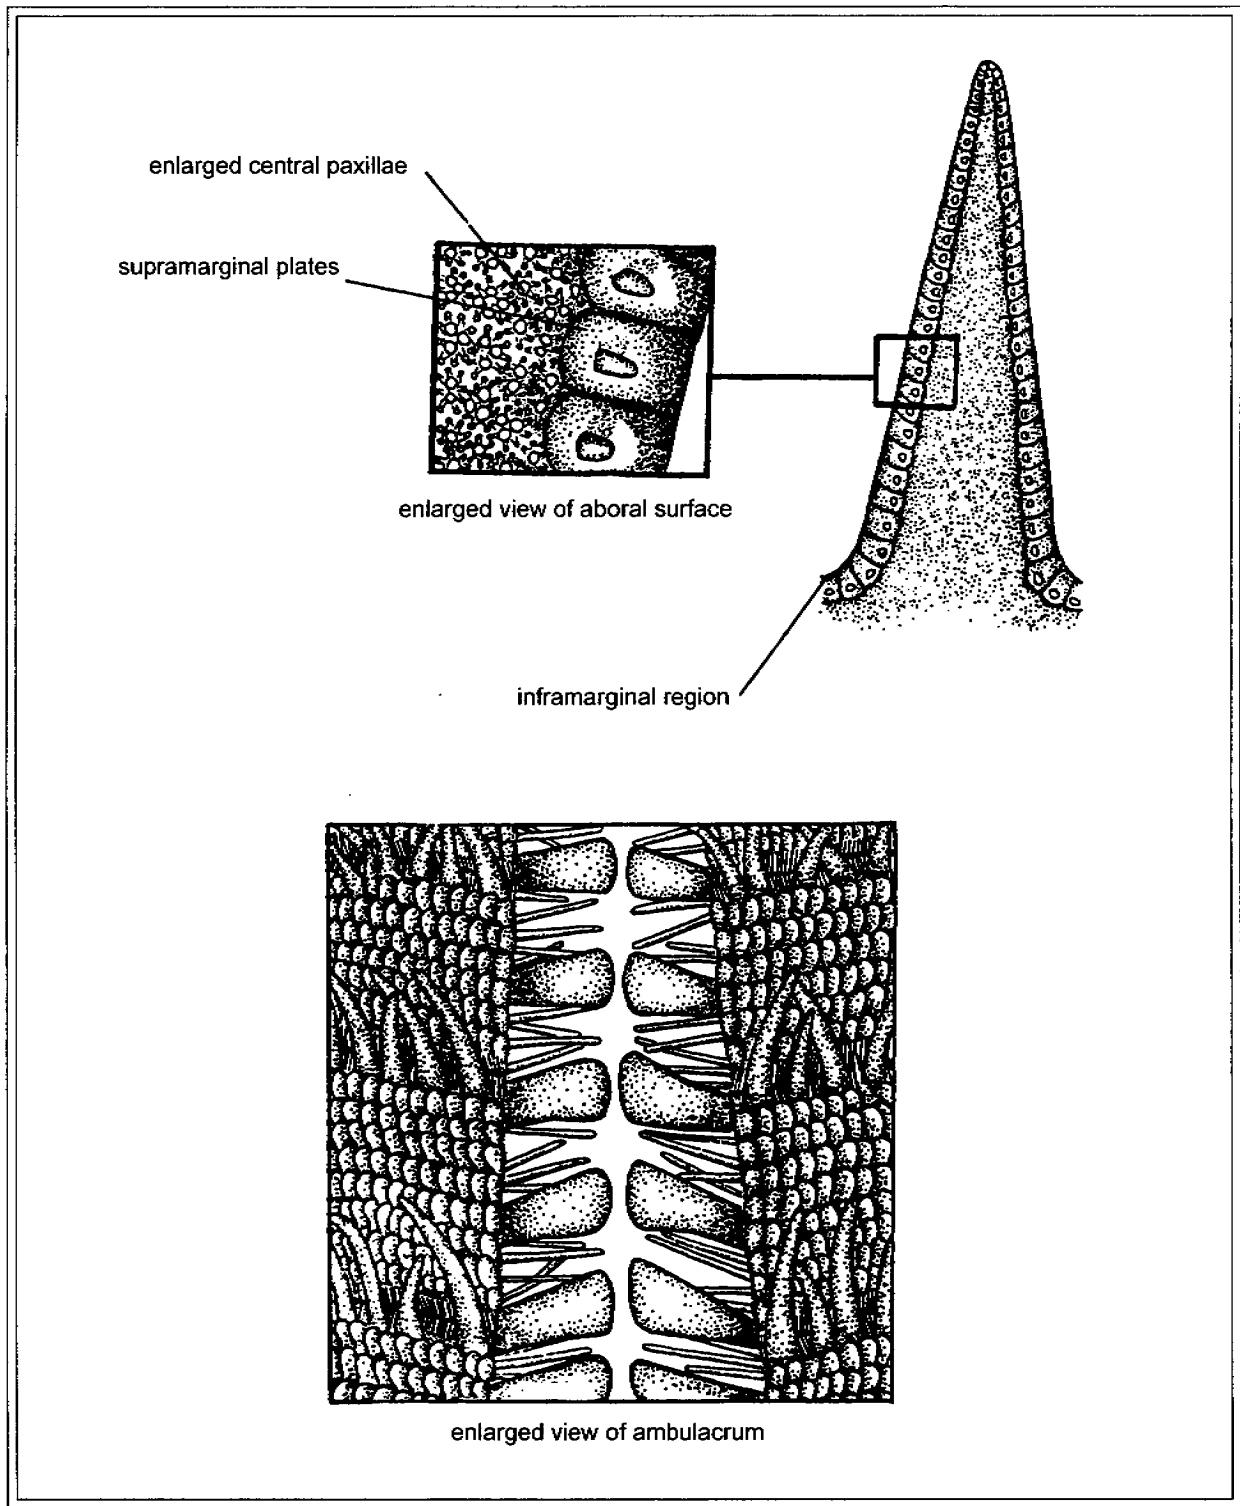 enlarged central paxillae
supramarginal plates
enlarged view of aboral surface
inframarginal region
enlarged view of ambulacrum